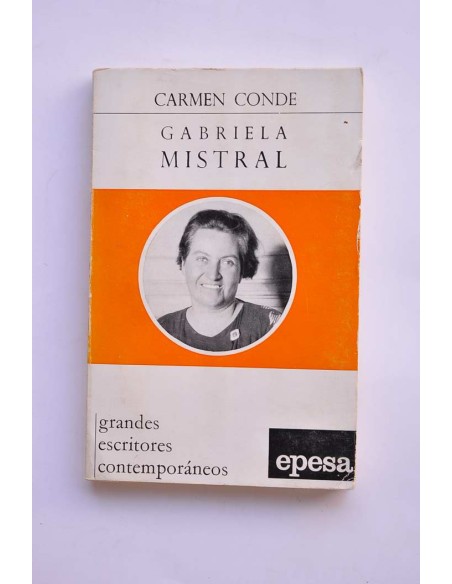 CARMEN CONDE
GABRIELA
MISTRAL
grandes
escritores
contemporáneos
epesa